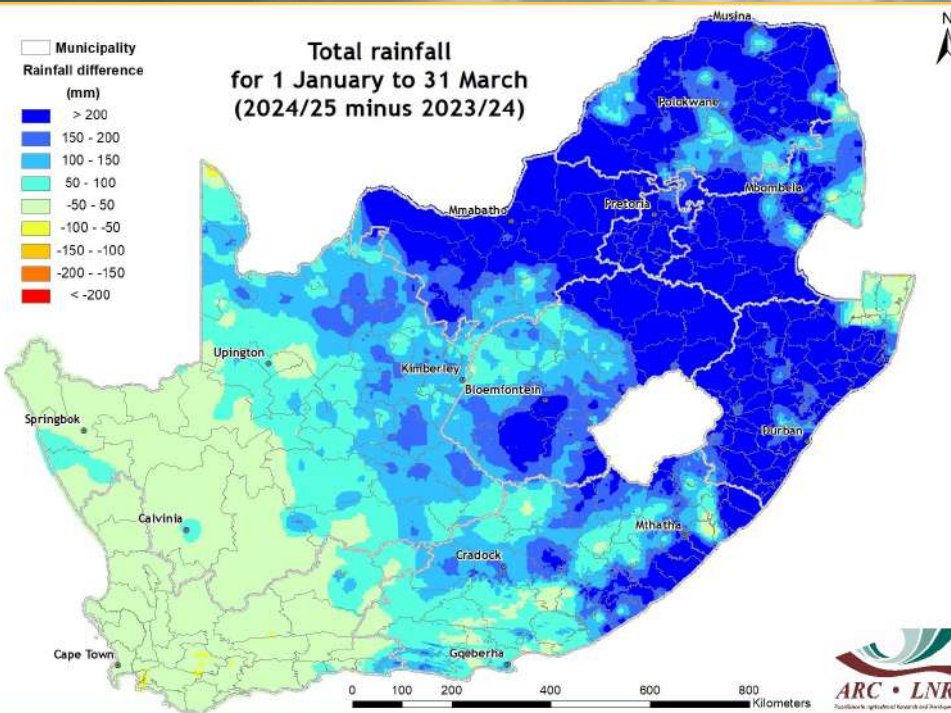 Total rainfall
for 1 January to 31 March
(2024/25 minus 2023/24)
N
Municipality
Rainfall difference
(mm)
> 200
150 - 200
100 - 150
50 - 100
-50 - 50
-100 - -50
-150 - -100
-200 - -150
< -200
Musina
Polokwane
Mbombela
Pretoria
Mmabatho
Upington
Kimberley
Bloemfontein
Springbok
Durban
Calvinia
Mthatha
Cradock
Cape Town
Gqeberha
0 100 200 400 600 800
Kilometers
ARC • LNR